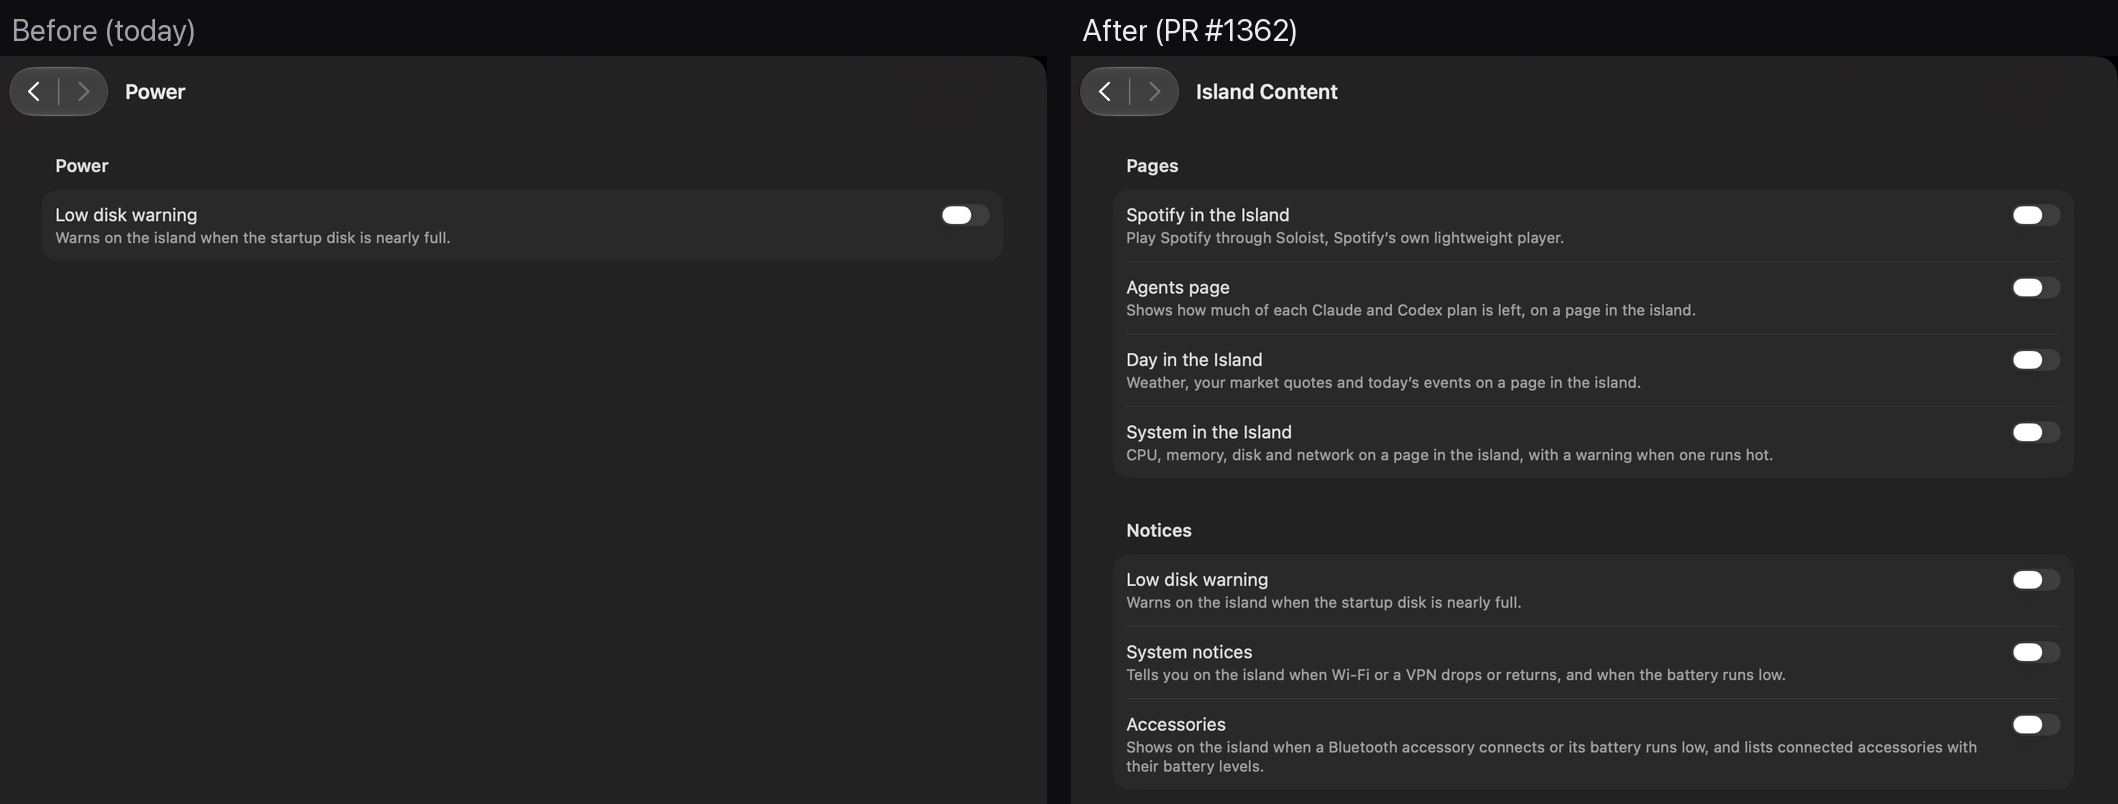 Before (today)
Power
Power
Low disk warning
Warns on the island when the startup disk is nearly full.
After (PR #1362)
Island Content
Pages
Spotify in the Island
Play Spotify through Soloist, Spotify’s own lightweight player.
Agents page
Shows how much of each Claude and Codex plan is left, on a page in the island.
Day in the Island
Weather, your market quotes and today’s events on a page in the island.
System in the Island
CPU, memory, disk and network on a page in the island, with a warning when one runs hot.
Notices
Low disk warning
Warns on the island when the startup disk is nearly full.
System notices
Tells you on the island when Wi-Fi or a VPN drops or returns, and when the battery runs low.
Accessories
Shows on the island when a Bluetooth accessory connects or its battery runs low, and lists connected accessories with
their battery levels.